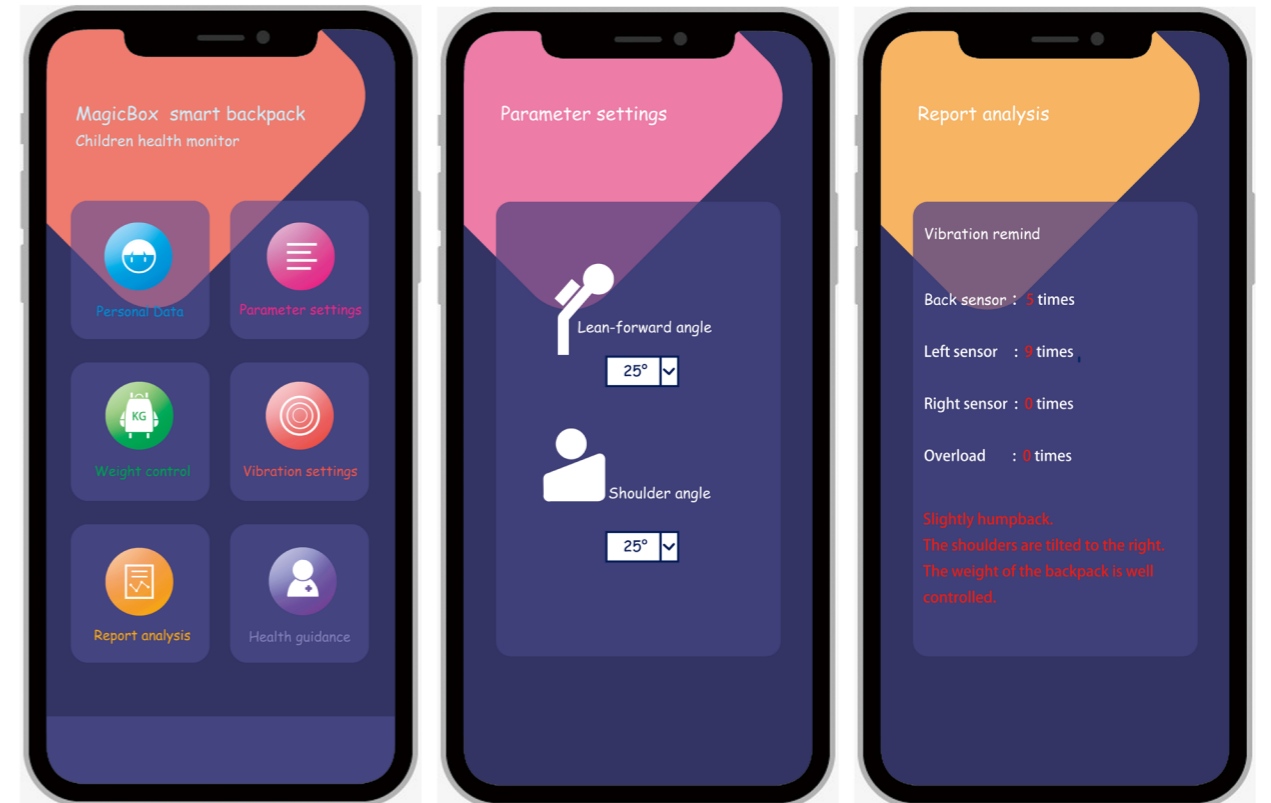 MagicBox smart backpack
Children health monitor
Personal Data
Parameter settings
KG
Weight control
Vibration settings
Report analysis
Health guidance
Parameter settings
Lean-forward angle
25°
Shoulder angle
25°
Report analysis
Vibration remind
Back sensor : 5 times
Left sensor : 9 times
Right sensor : 0 times
Overload : 0 times
Slightly humpback.
The shoulders are tilted to the right.
The weight of the backpack is well
controlled.